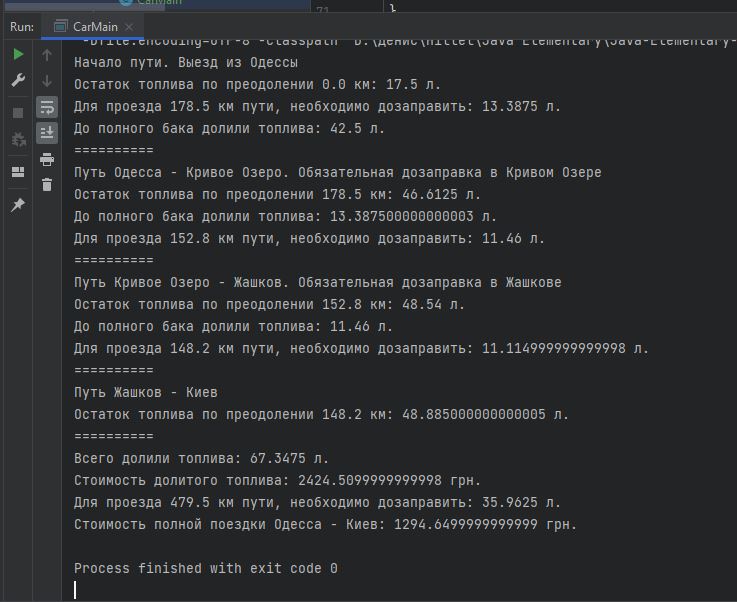 CarMain
71
}
Run:
CarMain
-Dfile.encoding=UTF-8 -classpath "D:\Денис\Hillel\Java Elementary\Java-Elementary-
Начало пути. Выезд из Одессы
Остаток топлива по преодолении 0.0 км: 17.5 л.
Для проезда 178.5 км пути, необходимо дозаправить: 13.3875 л.
До полного бака долили топлива: 42.5 л.
==========
Путь Одесса - Кривое Озеро. Обязательная дозаправка в Кривом Озере
Остаток топлива по преодолении 178.5 км: 46.6125 л.
До полного бака долили топлива: 13.387500000000003 л.
Для проезда 152.8 км пути, необходимо дозаправить: 11.46 л.
==========
Путь Кривое Озеро - Жашков. Обязательная дозаправка в Жашкове
Остаток топлива по преодолении 152.8 км: 48.54 л.
До полного бака долили топлива: 11.46 л.
Для проезда 148.2 км пути, необходимо дозаправить: 11.114999999999998 л.
==========
Путь Жашков - Киев
Остаток топлива по преодолении 148.2 км: 48.885000000000005 л.
==========
Всего долили топлива: 67.3475 л.
Стоимость долитого топлива: 2424.5099999999998 грн.
Для проезда 479.5 км пути, необходимо дозаправить: 35.9625 л.
Стоимость полной поездки Одесса - Киев: 1294.6499999999999 грн.
Process finished with exit code 0